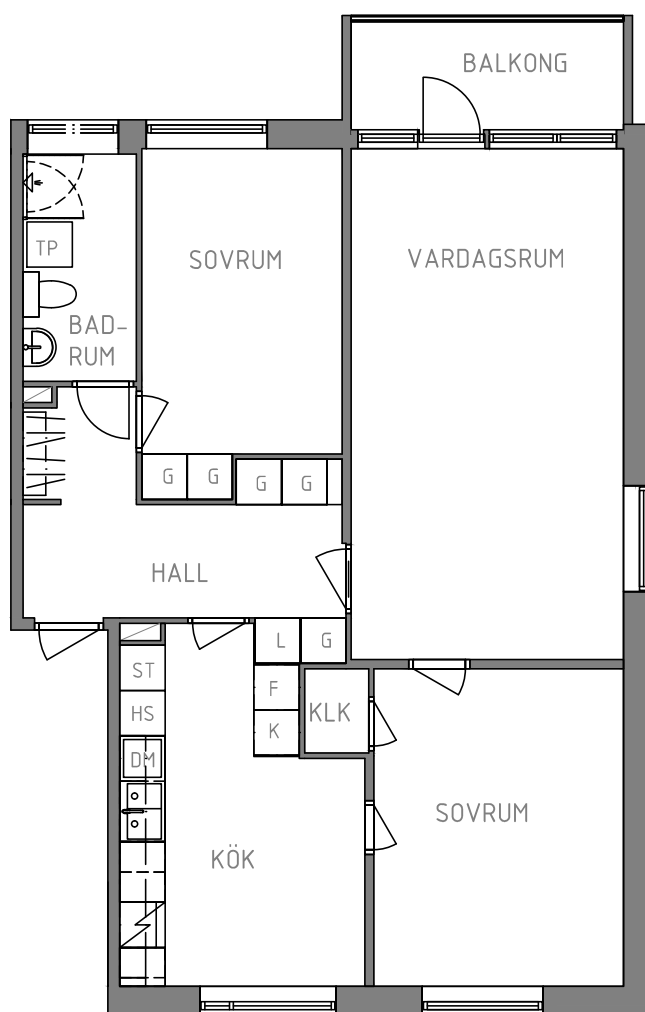 BALKONG
SOVRUM
VARDAGSRUM
TP
BAD-
RUM
G
G
G
G
HALL
L
G
ST
F
HS
KLK
K
DM
SOVRUM
KÖK